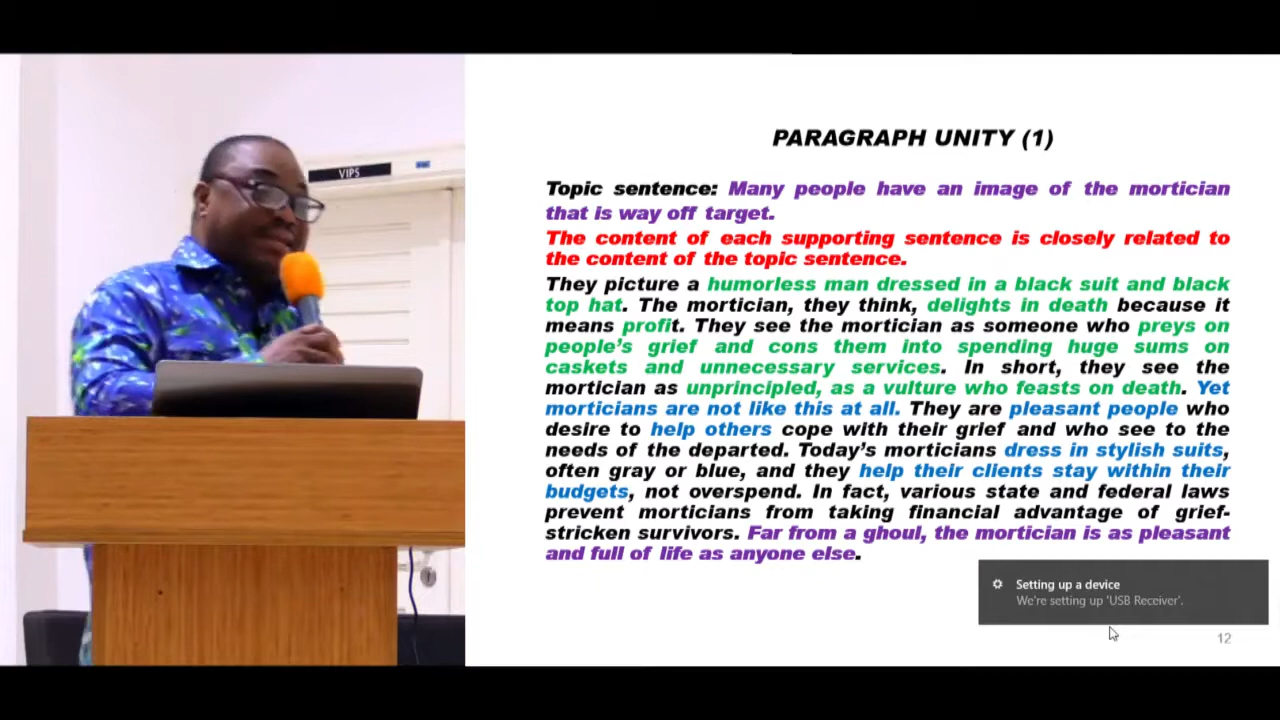 VIPS
PARAGRAPH UNITY (1)
Topic sentence: Many people have an image of the mortician
that is way off target.
The content of each supporting sentence is closely related to
the content of the topic sentence.
They picture a humorless man dressed in a black suit and black
top hat. The mortician, they think, delights in death because it
means profit. They see the mortician as someone who preys on
people's grief and cons them into spending huge sums on
caskets and unnecessary services. In short, they see the
mortician as unprincipled, as a vulture who feasts on death. Yet
morticians are not like this at all. They are pleasant people who
desire to help others cope with their grief and who see to the
needs of the departed. Today's morticians dress in stylish suits,
often gray or blue, and they help their clients stay within their
budgets, not overspend. In fact, various state and federal laws
prevent morticians from taking financial advantage of grief-
stricken survivors. Far from a ghoul, the mortician is as pleasant
and full of life as anyone else.
Setting up a device
We're setting up 'USB Receiver'.
12